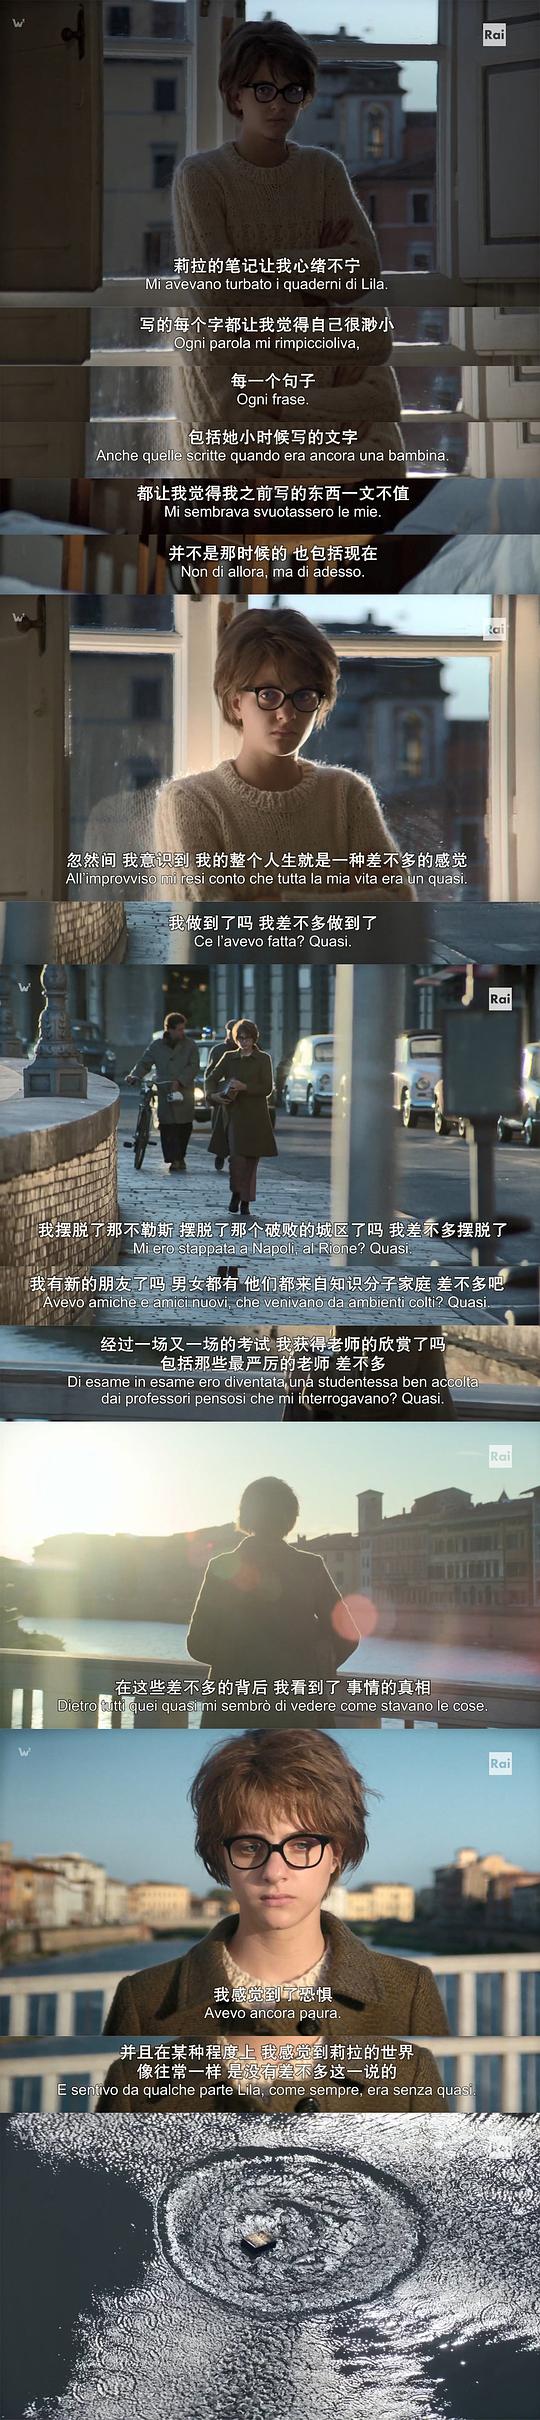 Rai
莉拉的笔记让我心绪不宁
Mi avevano turbato i quaderni di Lila.
写的每个字都让我觉得自己很渺小
Ogni parola mi rimpiccioliva,
每一个句子
Ogni frase.
包括她小时候写的文字
Anche quelle scritte quando era ancora una bambina.
都让我觉得我之前写的东西一文不值
Mi sembrava svuotassero le mie.
并不是那时候的 也包括现在
Non di allora, ma di adesso.
Rai
忽然间 我意识到 我的整个人生就是一种差不多的感觉
All'improvviso mi resi conto che tutta la mia vita era un quasi.
我做到了吗 我差不多做到了
Ce l'avevo fatta? Quasi.
Rai
我摆脱了那不勒斯 摆脱了那个破败的城区了吗 我差不多摆脱了
Mi ero stappata a Napoli, al Rione? Quasi.
我有新的朋友了吗 男女都有 他们都来自知识分子家庭 差不多吧
Avevo amiche e amici nuovi, che venivano da ambienti colti? Quasi.
经过一场又一场的考试 我获得老师的欣赏了吗
包括那些最严厉的老师 差不多
Di esame in esame ero diventata una studentessa ben accolta
dai professori pensosi che mi interrogavano? Quasi.
Rai
在这些差不多的背后 我看到了 事情的真相
Dietro tutti quei quasi mi sembrò di vedere come stavano le cose.
Rai
我感觉到了恐惧
Avevo ancora paura.
并且在某种程度上 我感觉到莉拉的世界
像往常一样 是没有差不多这一说的
E sentivo da qualche parte Lila, come sempre, era senza quasi.